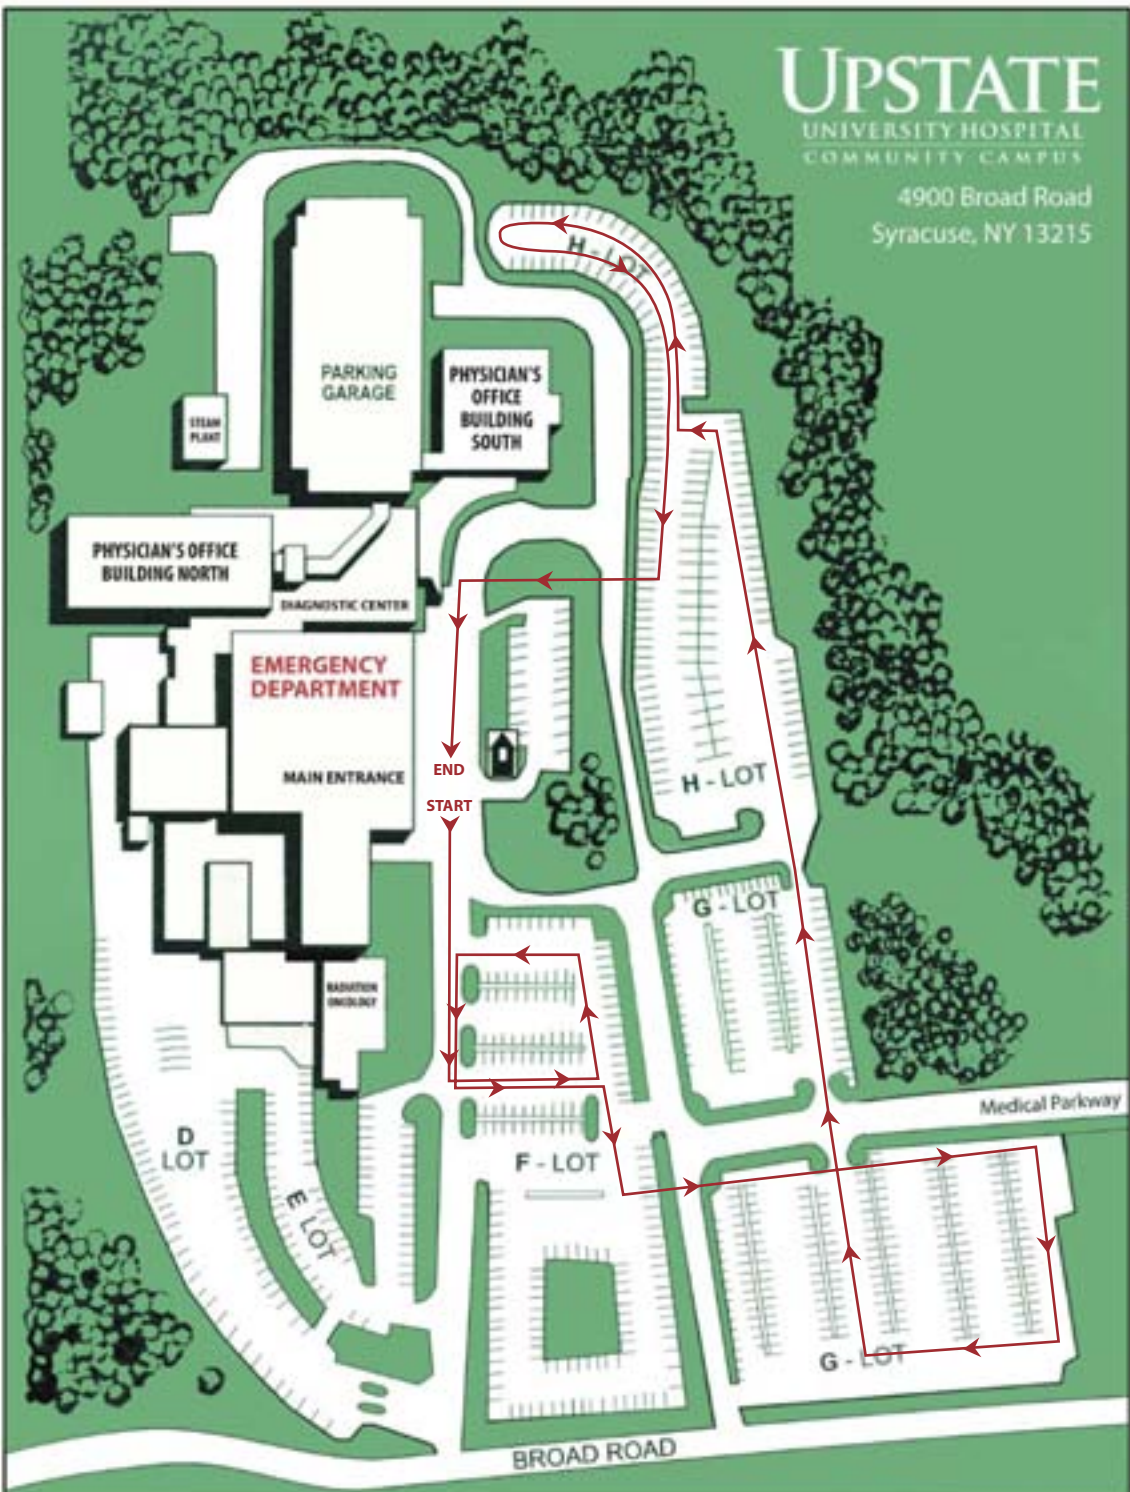 UPSTATE
UNIVERSITY HOSPITAL
COMMUNITY CAMPUS
4900 Broad Road
Syracuse, NY 13215
H - LOT
PARKING
GARAGE
PHYSICIAN'S
OFFICE
BUILDING
SOUTH
STEAM
PLANT
PHYSICIAN'S OFFICE
BUILDING NORTH
DIAGNOSTIC CENTER
EMERGENCY
DEPARTMENT
MAIN ENTRANCE
END
START
H - LOT
G - LOT
RADIATION
ONCOLOGY
Medical Parkway
D
LOT
E LOT
F - LOT
G - LOT
BROAD ROAD